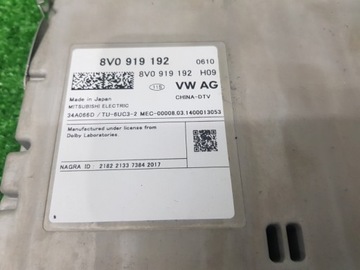 8V0 919 192 0610
8V0 919 192 H09
VW AG
Made in Japan
MITSUBISHI ELECTRIC
CHINA-DTV
34A066D / TU-6UC3-2 MEC-00008.03.1400013053
Manufactured under license from
Dolby Laboratories.
NAGRA ID : 2182 2133 7384 2017